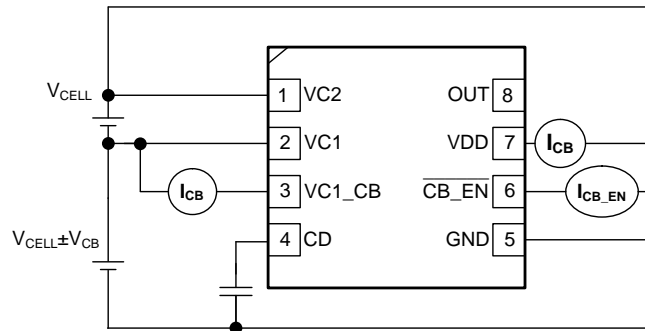 V_CELL
V_CELL±V_CB
1 VC2
2 VC1
3 VC1_CB
4 CD
OUT 8
VDD 7
C̅B̅_̅E̅N̅ 6
GND 5
I_CB
I_CB
I_CB_EN